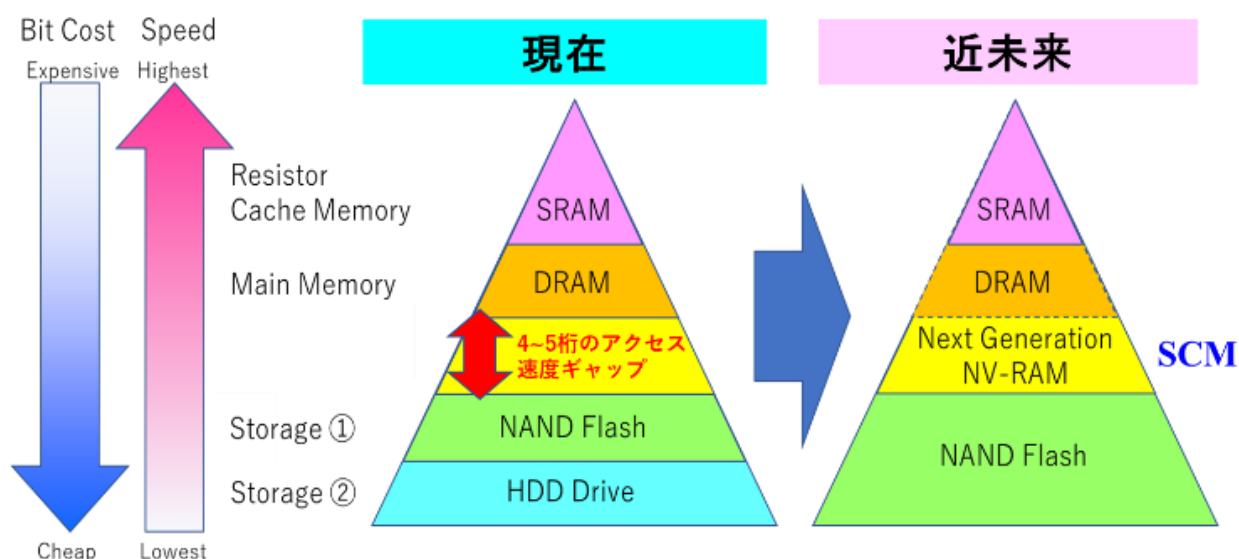 Bit Cost Speed
Expensive Highest
現在
近未来
Resistor
Cache Memory
Main Memory
Storage ①
Storage ②
Cheap Lowest
SRAM
DRAM
4~5桁のアクセス
速度ギャップ
NAND Flash
HDD Drive
SRAM
DRAM
Next Generation
NV-RAM
SCM
NAND Flash